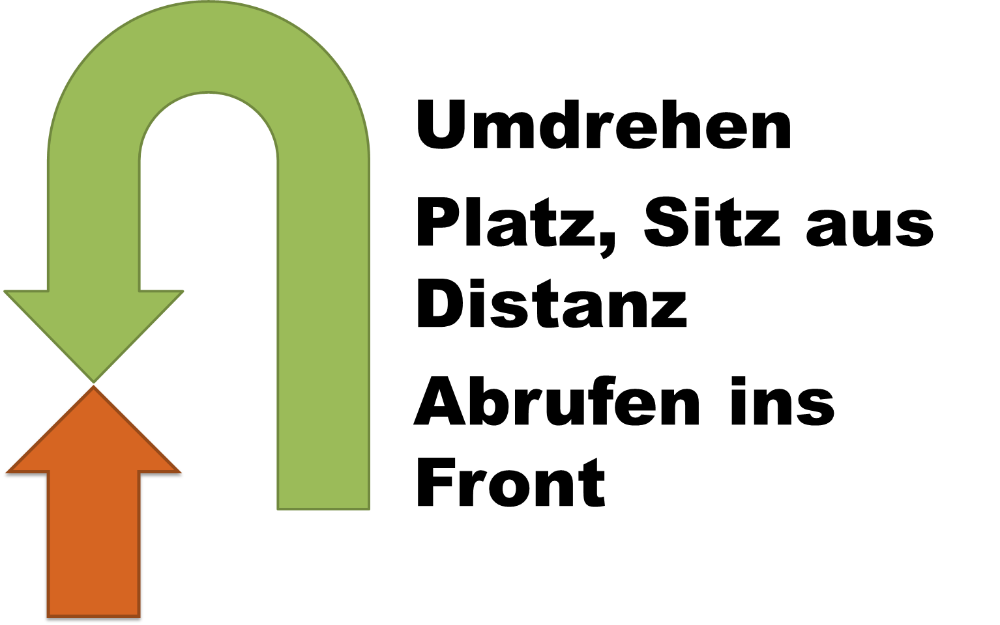 Umdrehen
Platz, Sitz aus
Distanz
Abrufen ins
Front